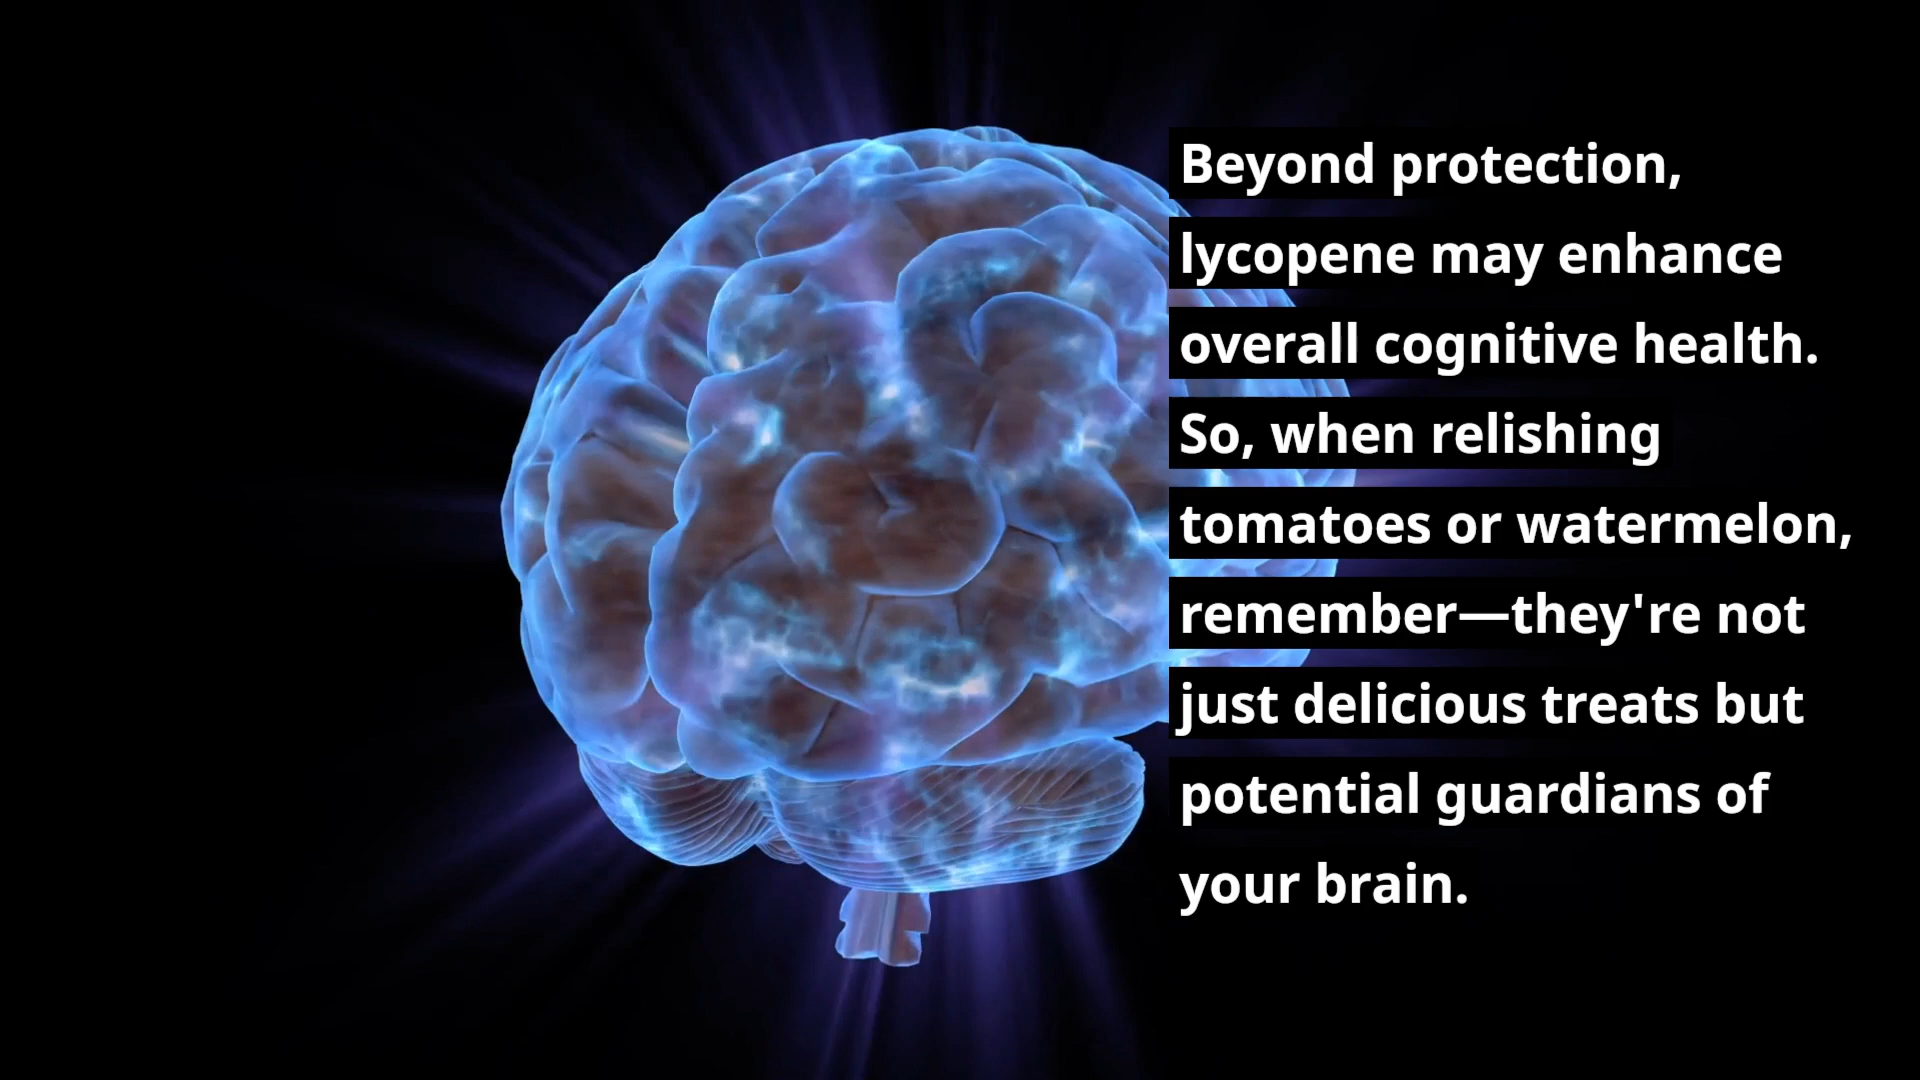 Beyond protection,
lycopene may enhance
overall cognitive health.
So, when relishing
tomatoes or watermelon,
remember—they're not
just delicious treats but
potential guardians of
your brain.